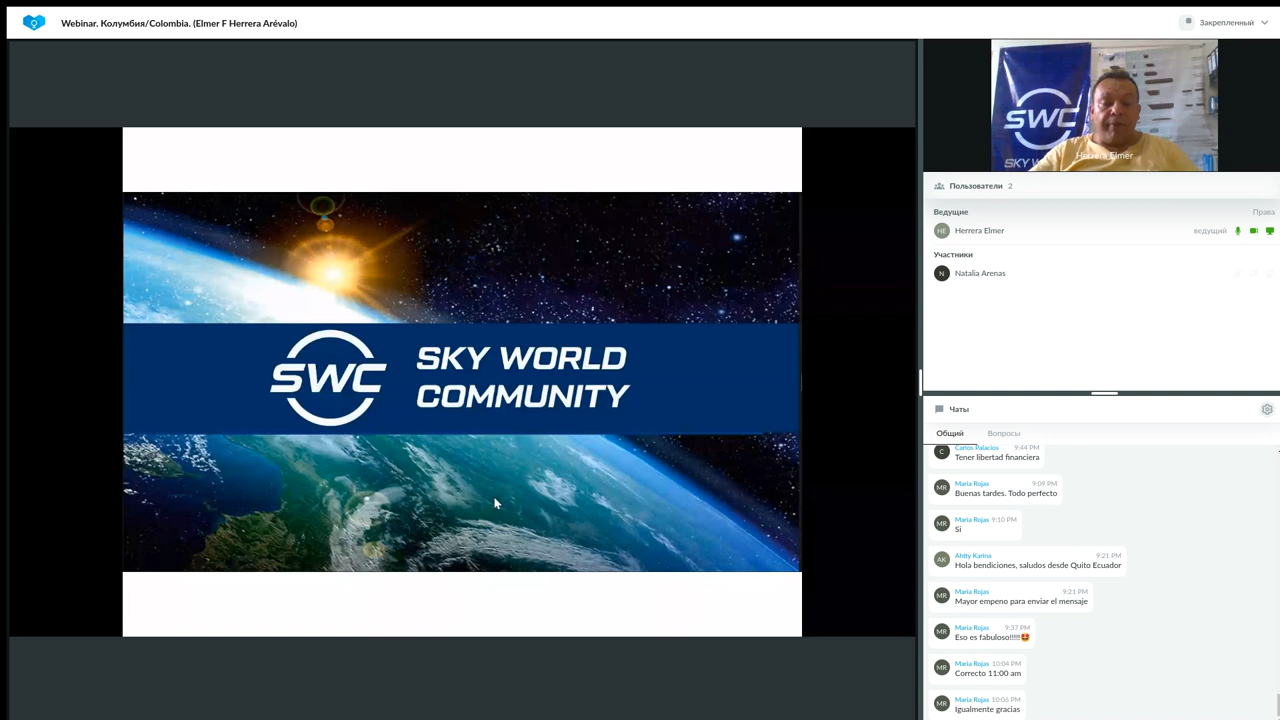 Webinar. Колумбия/Colombia. (Elmer F Herrera Arévalo)
Закрепленный
SWC
SKY WORLD
COMMUNITY
SWC
SKY W
Herrera Elmer
Пользователи 2
Ведущие Права
HE Herrera Elmer ведущий
Участники
N Natalia Arenas
Чаты
Общий Вопросы
C Carlos Palacios 9:44 PM
Tener libertad financiera
MR Maria Rojas 9:09 PM
Buenas tardes. Todo perfecto
MR Maria Rojas 9:10 PM
Si
AK Ahtty Karina 9:21 PM
Hola bendiciones, saludos desde Quito Ecuador
MR Maria Rojas 9:21 PM
Mayor empeno para enviar el mensaje
MR Maria Rojas 9:37 PM
Eso es fabuloso!!!!!🤩
MR Maria Rojas 10:04 PM
Correcto 11:00 am
MR Maria Rojas 10:06 PM
Igualmente gracias